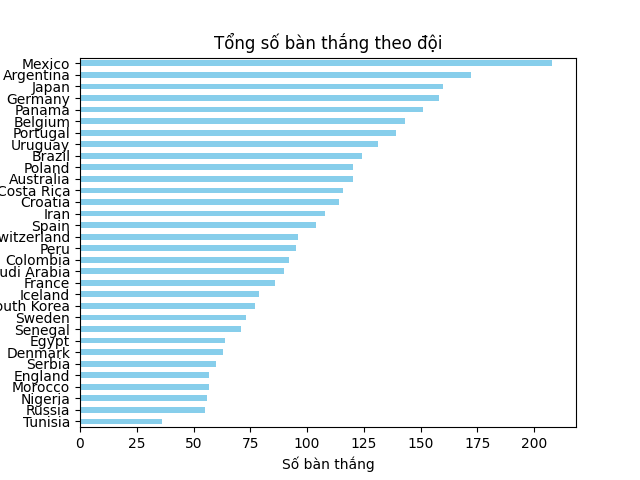 Tổng số bàn thắng theo đội
Mexico
Argentina
Japan
Germany
Panama
Belgium
Portugal
Uruguay
Brazil
Poland
Australia
Costa Rica
Croatia
Iran
Spain
witzerland
Peru
Colombia
udi Arabia
France
Iceland
outh Korea
Sweden
Senegal
Egypt
Denmark
Serbia
England
Morocco
Nigeria
Russia
Tunisia
0 25 50 75 100 125 150 175 200
Số bàn thắng